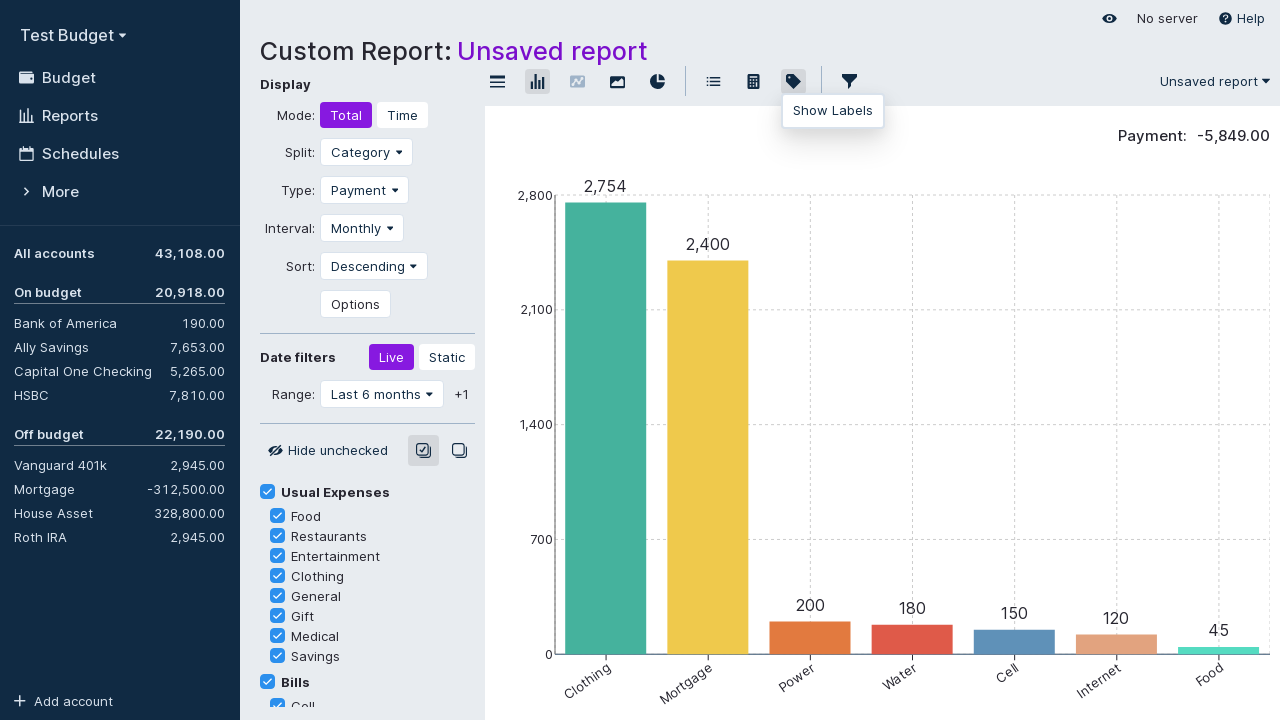 Test Budget
Budget
Reports
Schedules
More
All accounts 43,108.00
On budget 20,918.00
Bank of America 190.00
Ally Savings 7,653.00
Capital One Checking 5,265.00
HSBC 7,810.00
Off budget 22,190.00
Vanguard 401k 2,945.00
Mortgage -312,500.00
House Asset 328,800.00
Roth IRA 2,945.00
Add account
No server
Help
Custom Report: Unsaved report
Display
Mode: Total Time
Split: Category
Type: Payment
Interval: Monthly
Sort: Descending
Options
Date filters Live Static
Range: Last 6 months +1
Hide unchecked
Usual Expenses
Food
Restaurants
Entertainment
Clothing
General
Gift
Medical
Savings
Bills
Cell
Unsaved report
Show Labels
Payment: -5,849.00
2,800
2,100
1,400
700
0
2,754
2,400
200
180
150
120
45
Clothing
Mortgage
Power
Water
Cell
Internet
Food